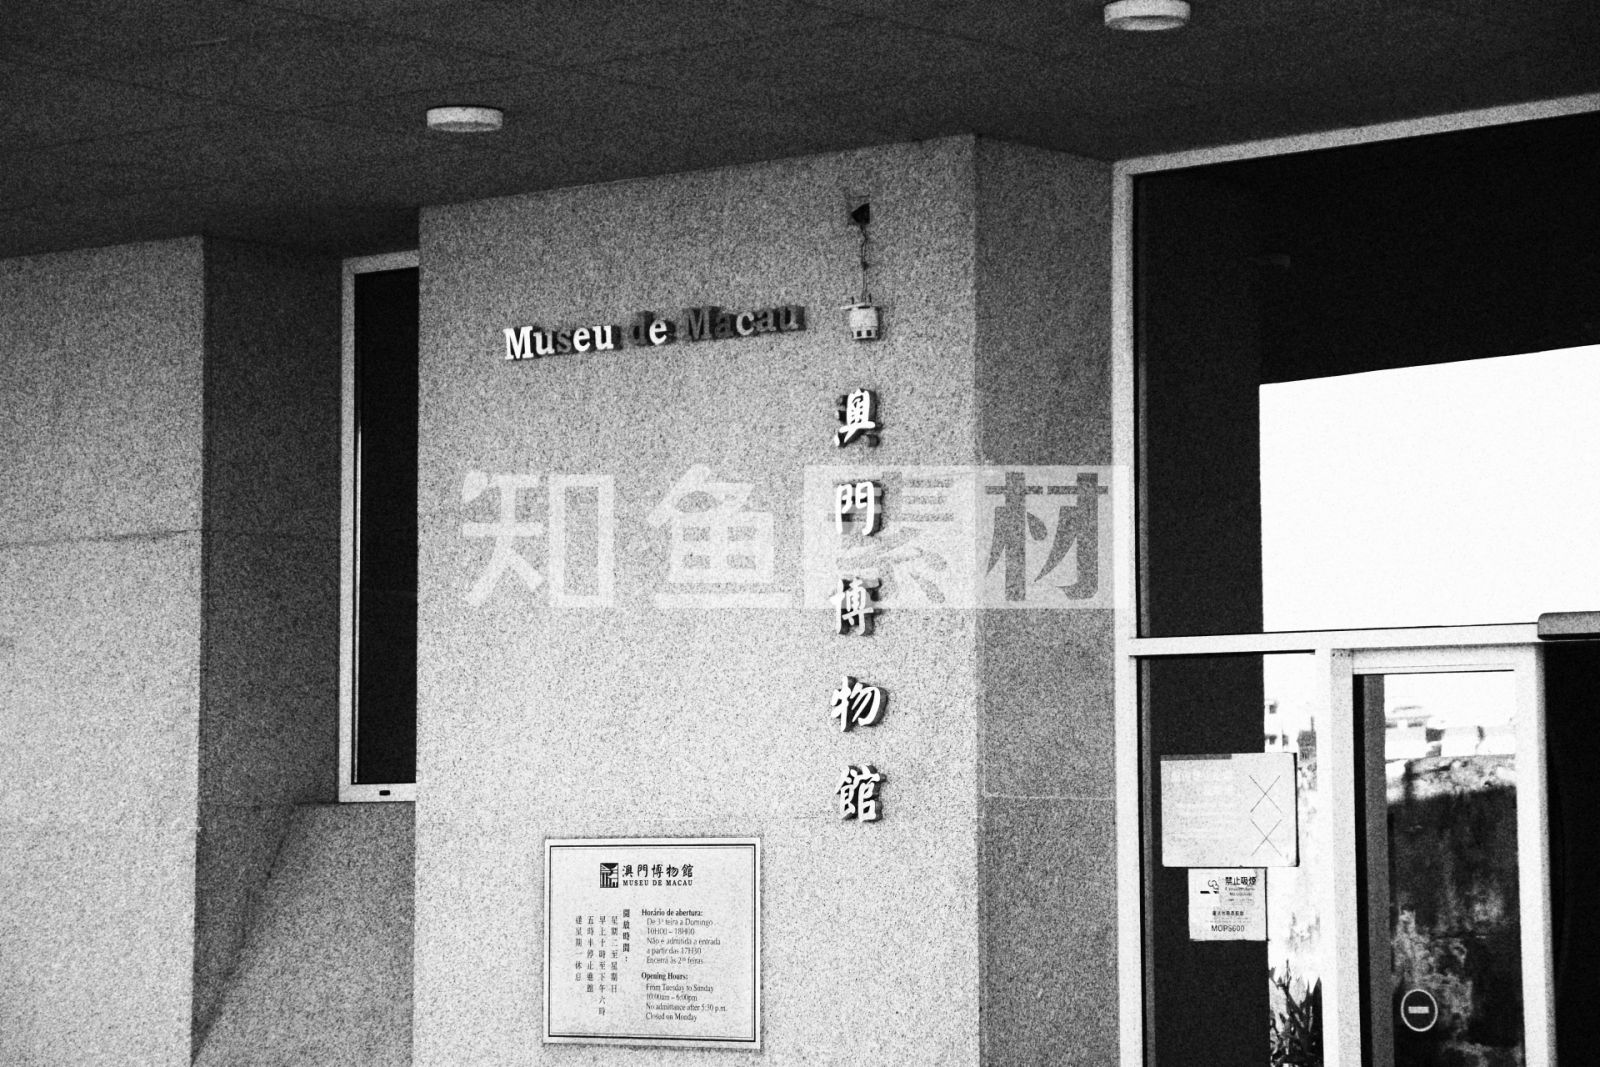 Museu de Macau
澳門博物館
知鱼素材
澳門博物館
MUSEU DE MACAU
開放時間：
星期二至星期日
早上十時至下午六時
五時半停止進館
逢星期一休息
Horário de abertura:
De 3ª feira a Domingo
10H00 – 18H00
Não é admitida a entrada
a partir das 17H30
Encerra às 2ªs feiras
Opening Hours:
From Tuesday to Sunday
10:00am – 6:00pm
No admittance after 5:30 p.m.
Closed on Monday
禁止吸煙
MOP$600